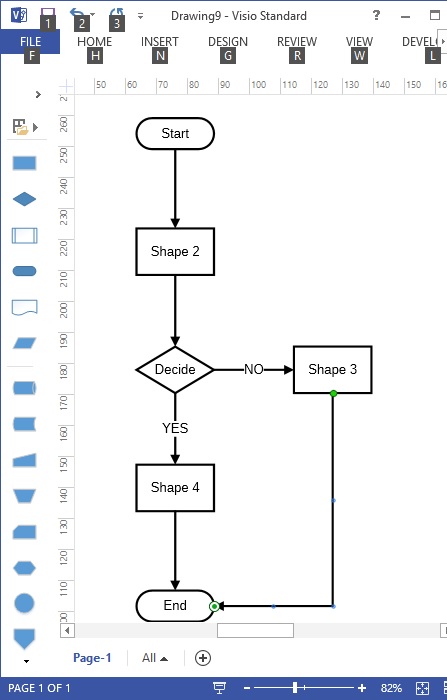 1 2 3 Drawing9 - Visio Standard ?
FILE HOME INSERT DESIGN REVIEW VIEW DEVEL
F H N G R W L
50 60 70 80 90 100 110 120 130 140 150 16
Start
260
250
240
230
Shape 2
220
210
200
190
Decide NO Shape 3
180
170
YES
160
150
Shape 4
140
130
120
110
End
Page-1 All
PAGE 1 OF 1 82%